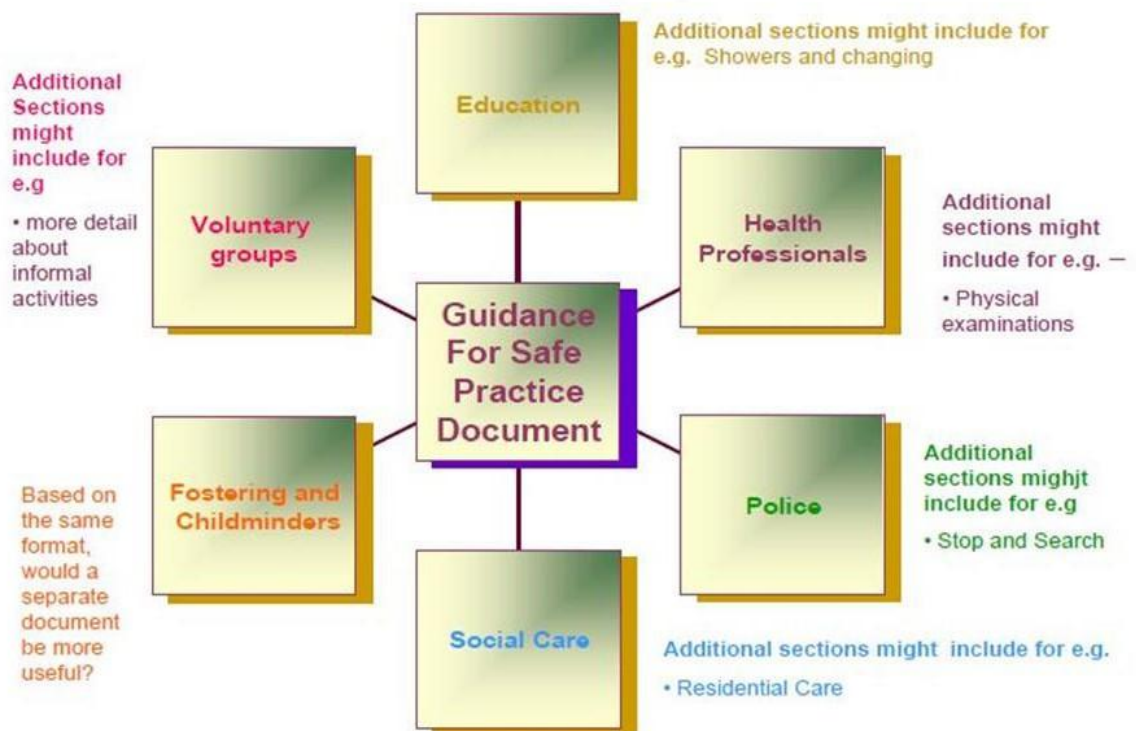 Education
Additional sections might include for
e.g. Showers and changing
Additional
Sections
might
include for
e.g
• more detail
about
informal
activities
Voluntary
groups
Health
Professionals
Additional
sections might
include for e.g. –
• Physical
examinations
Guidance
For Safe
Practice
Document
Based on
the same
format,
would a
separate
document
be more
useful?
Fostering and
Childminders
Police
Additional
sections mighjt
include for e.g
• Stop and Search
Social Care
Additional sections might include for e.g.
• Residential Care